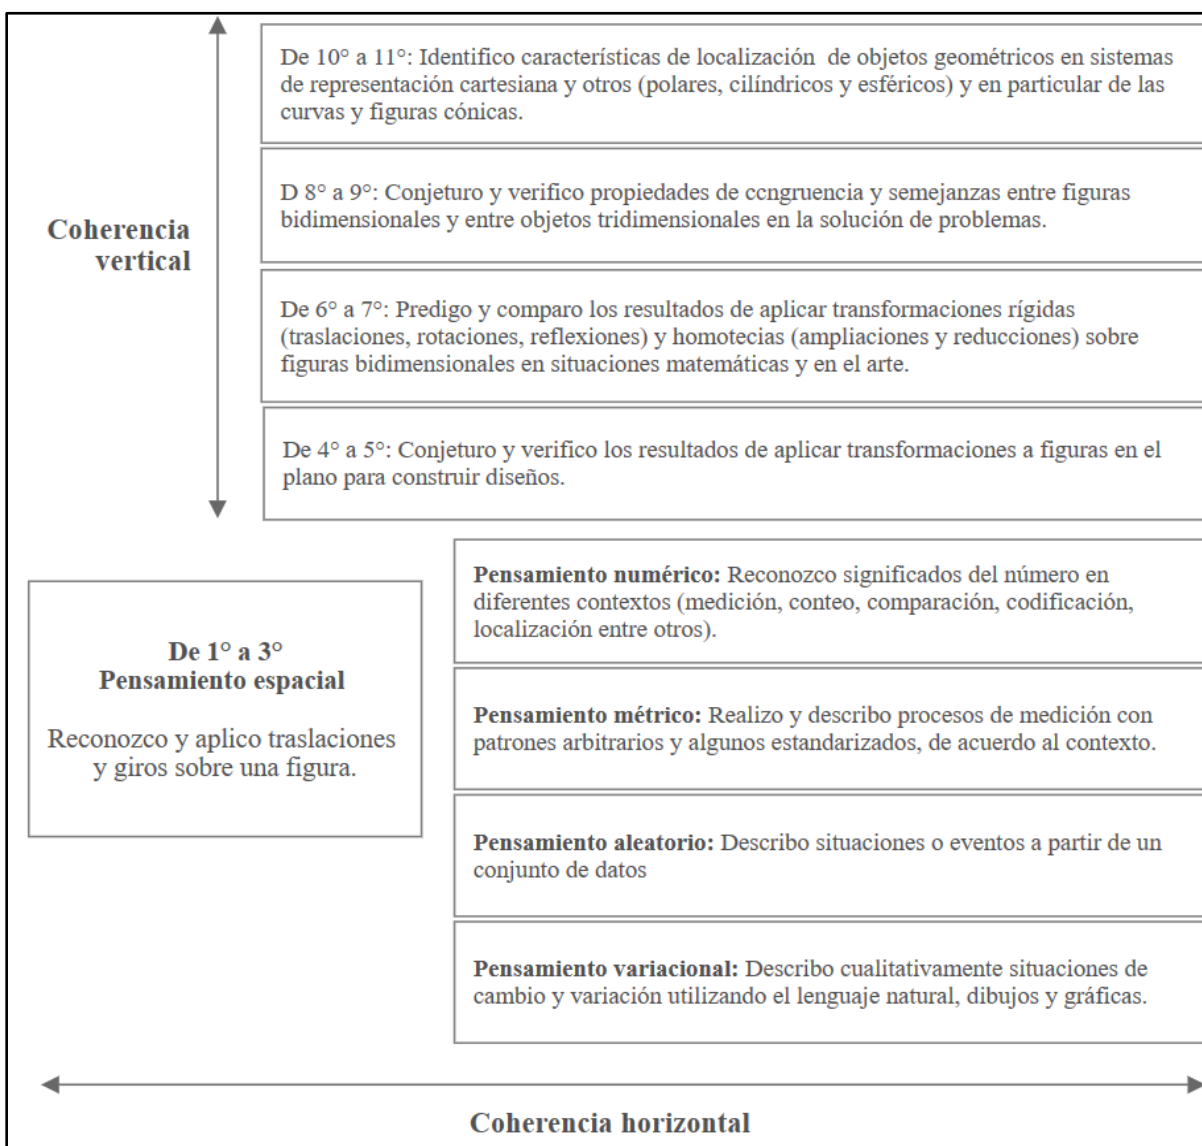 De 10° a 11°: Identifico características de localización de objetos geométricos en sistemas
de representación cartesiana y otros (polares, cilíndricos y esféricos) y en particular de las
curvas y figuras cónicas.
Coherencia
vertical
D 8° a 9°: Conjeturo y verifico propiedades de ccngruencia y semejanzas entre figuras
bidimensionales y entre objetos tridimensionales en la solución de problemas.
De 6° a 7°: Predigo y comparo los resultados de aplicar transformaciones rígidas
(traslaciones, rotaciones, reflexiones) y homotecias (ampliaciones y reducciones) sobre
figuras bidimensionales en situaciones matemáticas y en el arte.
De 4° a 5°: Conjeturo y verifico los resultados de aplicar transformaciones a figuras en el
plano para construir diseños.
De 1° a 3°
Pensamiento espacial
Reconozco y aplico traslaciones
y giros sobre una figura.
Pensamiento numérico: Reconozco significados del número en
diferentes contextos (medición, conteo, comparación, codificación,
localización entre otros).
Pensamiento métrico: Realizo y describo procesos de medición con
patrones arbitrarios y algunos estandarizados, de acuerdo al contexto.
Pensamiento aleatorio: Describo situaciones o eventos a partir de un
conjunto de datos
Pensamiento variacional: Describo cualitativamente situaciones de
cambio y variación utilizando el lenguaje natural, dibujos y gráficas.
Coherencia horizontal